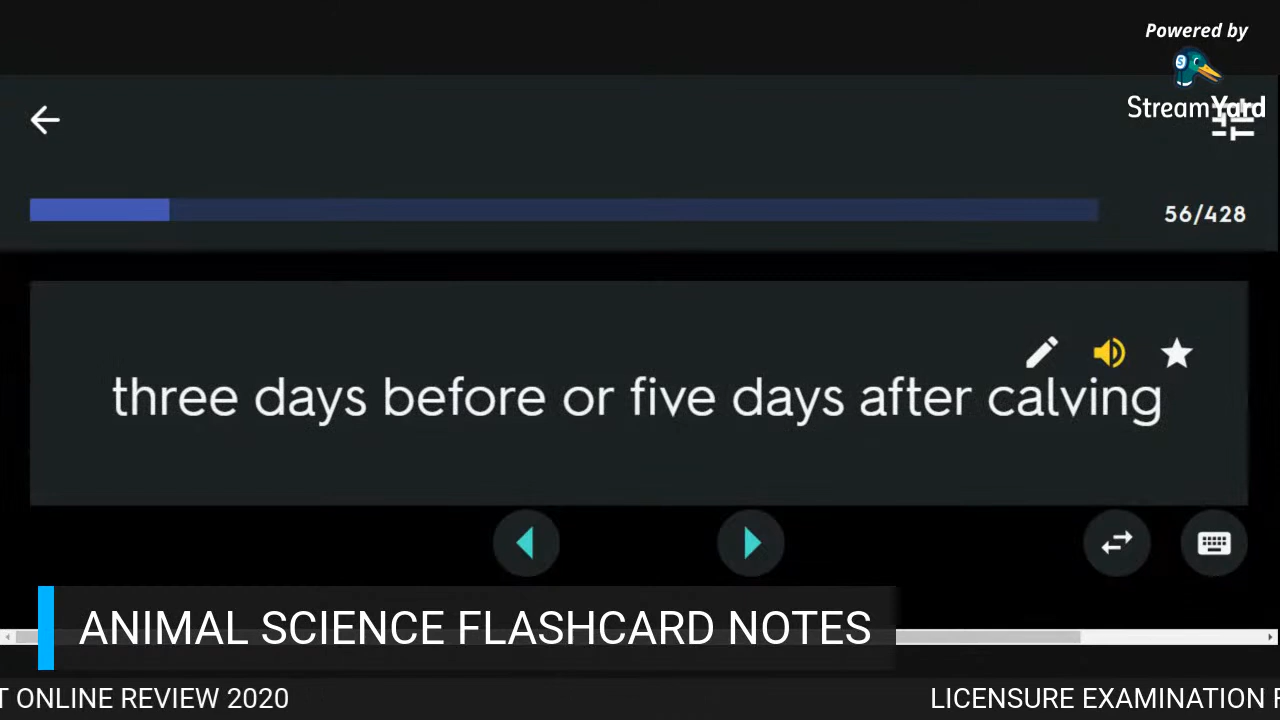 Powered by
StreamYard
56/428
three days before or five days after calving
ANIMAL SCIENCE FLASHCARD NOTES
T ONLINE REVIEW 2020 LICENSURE EXAMINATION